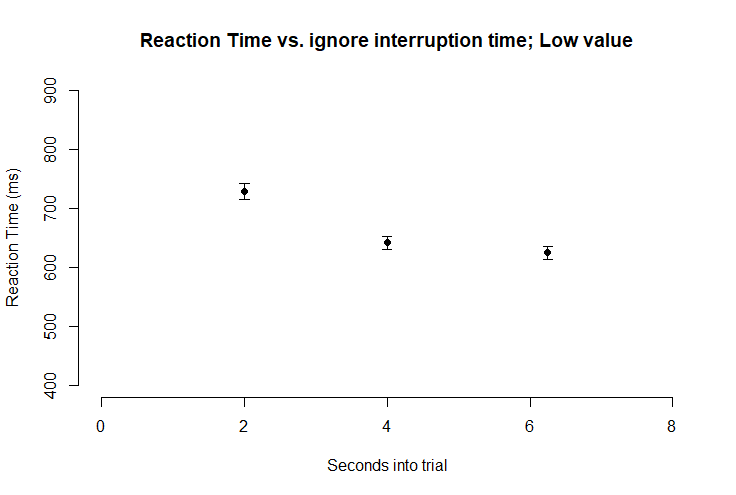 Reaction Time vs. ignore interruption time; Low value
Reaction Time (ms)
900
800
700
600
500
400
0 2 4 6 8
Seconds into trial